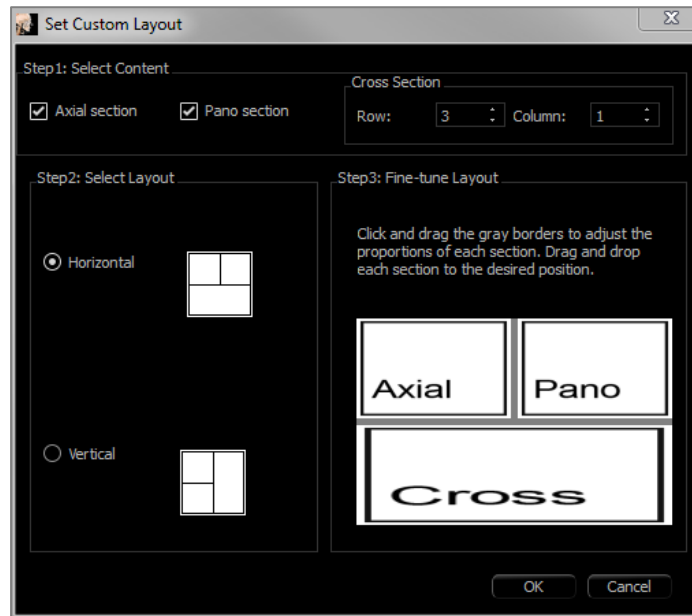 Set Custom Layout
Step1: Select Content
Axial section
Pano section
Cross Section
Row:
3
Column:
1
Step2: Select Layout
Horizontal
Vertical
Step3: Fine-tune Layout
Click and drag the gray borders to adjust the
proportions of each section. Drag and drop
each section to the desired position.
Axial
Pano
Cross
OK
Cancel